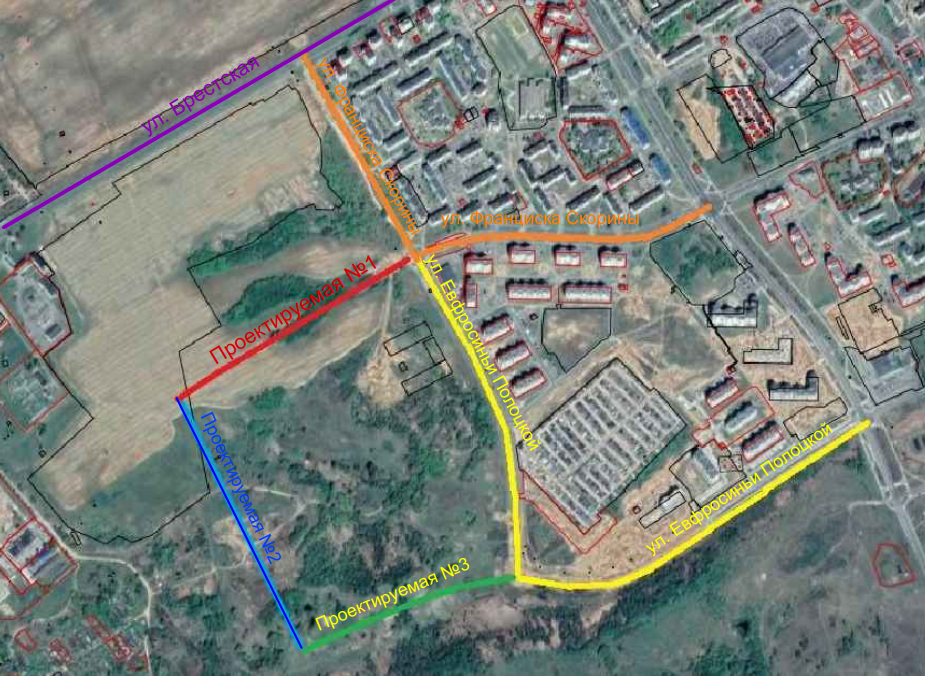 ул. Брестская
ул. Франциска Скорины
ул. Франциска Скорины
Проектируемая №1
ул. Евфросиньи Полоцкой
Проектируемая №2
ул. Евфросиньи Полоцкой
Проектируемая №3